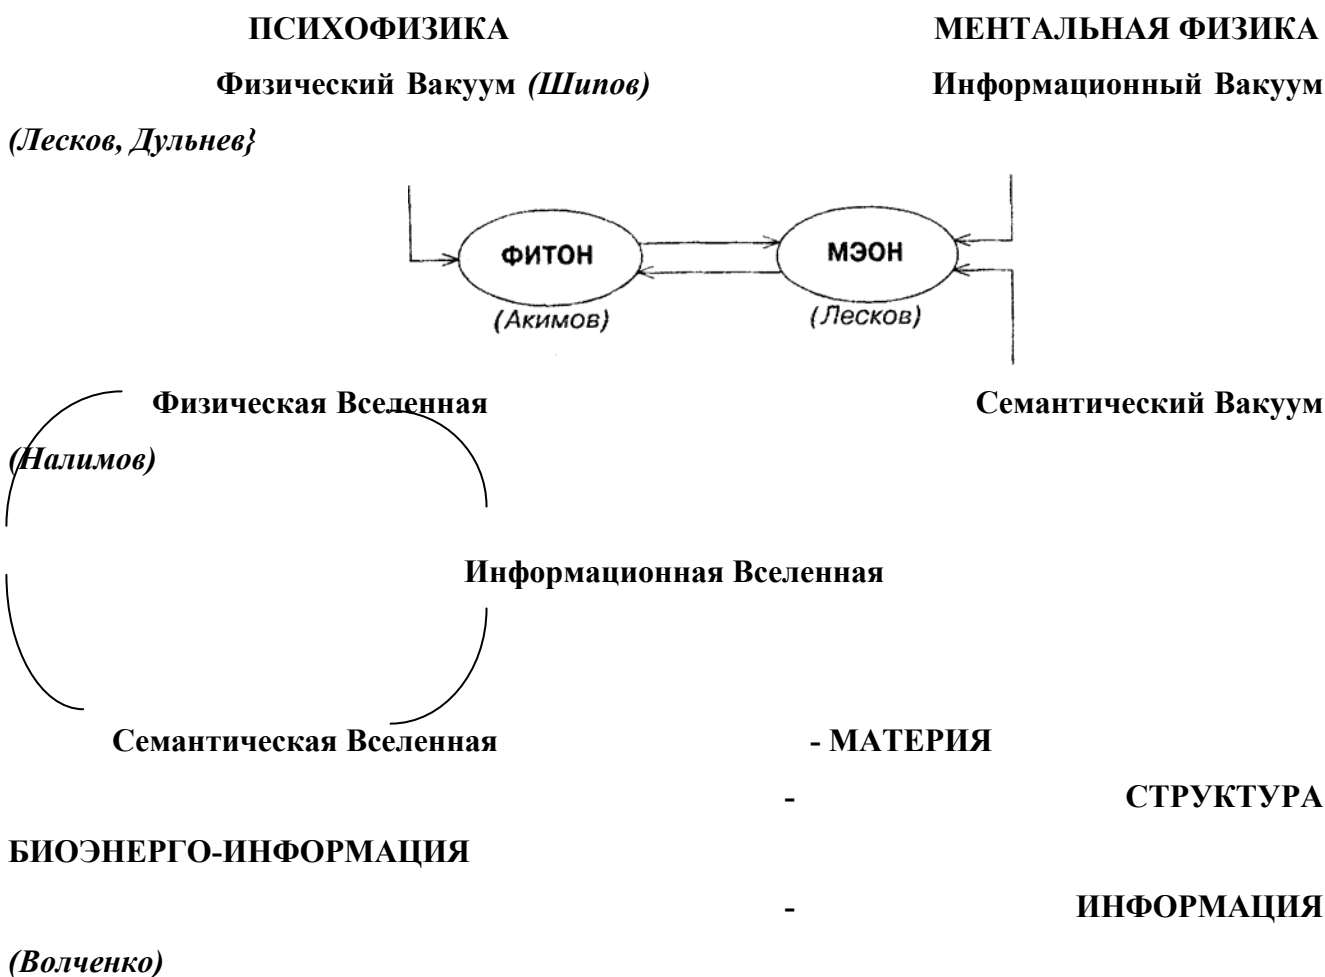 ПСИХОФИЗИКА МЕНТАЛЬНАЯ ФИЗИКА
Физический Вакуум (Шипов) Информационный Вакуум
(Лесков, Дульнев}
ФИТОН МЭОН
(Акимов) (Лесков)
Физическая Вселенная Семантический Вакуум
(Налимов)
Информационная Вселенная
Семантическая Вселенная - МАТЕРИЯ
- СТРУКТУРА
БИОЭНЕРГО-ИНФОРМАЦИЯ
- ИНФОРМАЦИЯ
(Волченко)